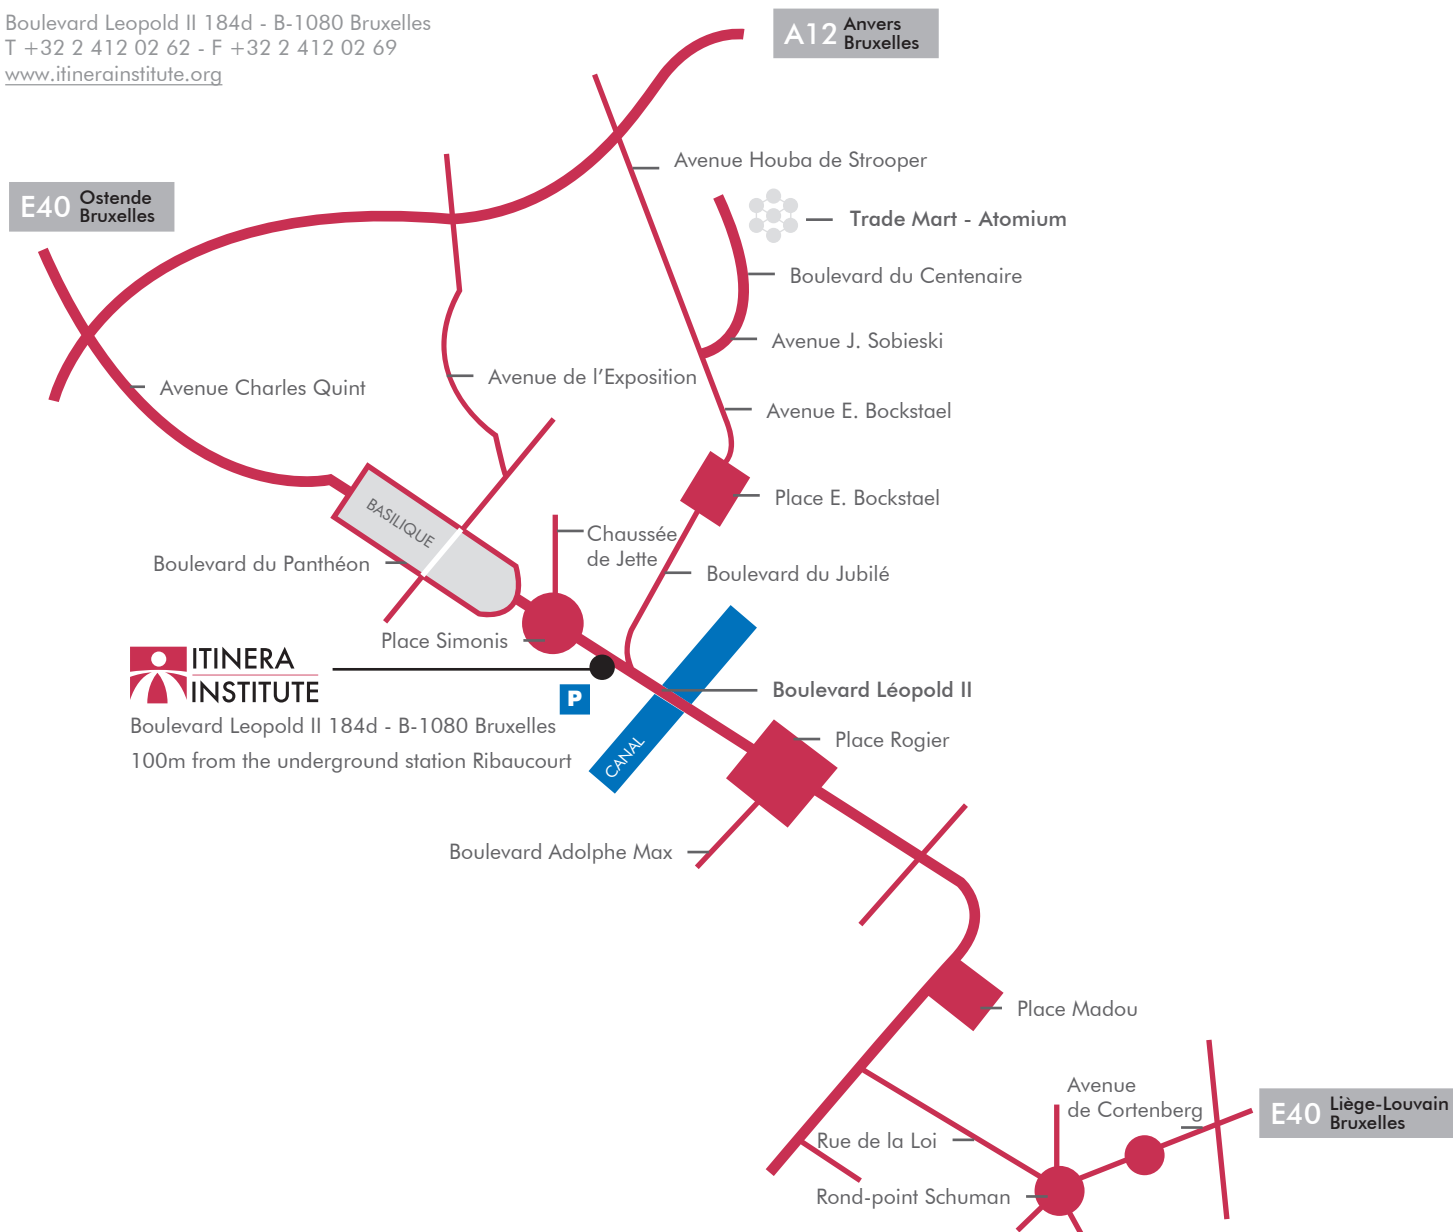 Boulevard Leopold II 184d - B-1080 Bruxelles
T +32 2 412 02 62 - F +32 2 412 02 69
www.itinerainstitute.org
A12 Anvers
Bruxelles
Avenue Houba de Strooper
E40 Ostende
Bruxelles
Trade Mart - Atomium
Boulevard du Centenaire
Avenue J. Sobieski
Avenue Charles Quint
Avenue de l'Exposition
Avenue E. Bockstael
Place E. Bockstael
BASILIQUE
Chaussée
de Jette
Boulevard du Panthéon
Boulevard du Jubilé
Place Simonis
ITINERA
INSTITUTE
P
Boulevard Léopold II
Boulevard Leopold II 184d - B-1080 Bruxelles
100m from the underground station Ribaucourt
CANAL
Place Rogier
Boulevard Adolphe Max
Place Madou
Avenue
de Cortenberg
E40 Liège-Louvain
Bruxelles
Rue de la Loi
Rond-point Schuman